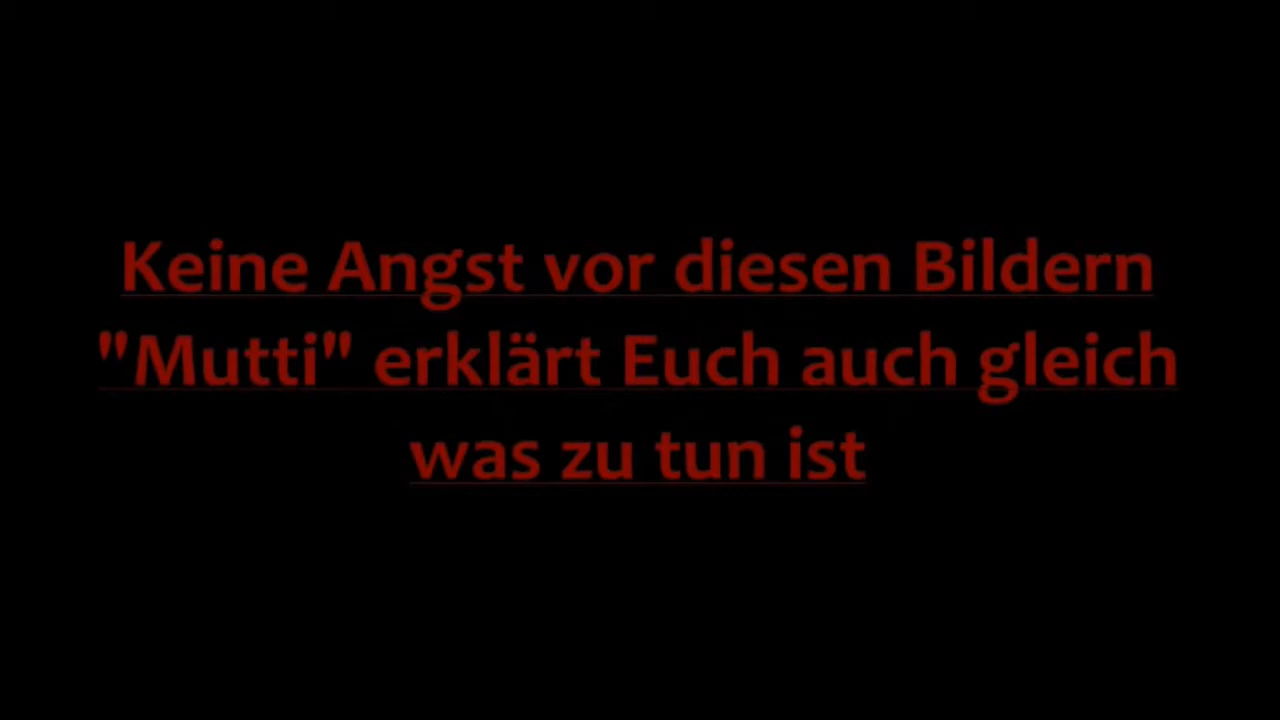 Keine Angst vor diesen Bildern
"Mutti" erklärt Euch auch gleich
was zu tun ist